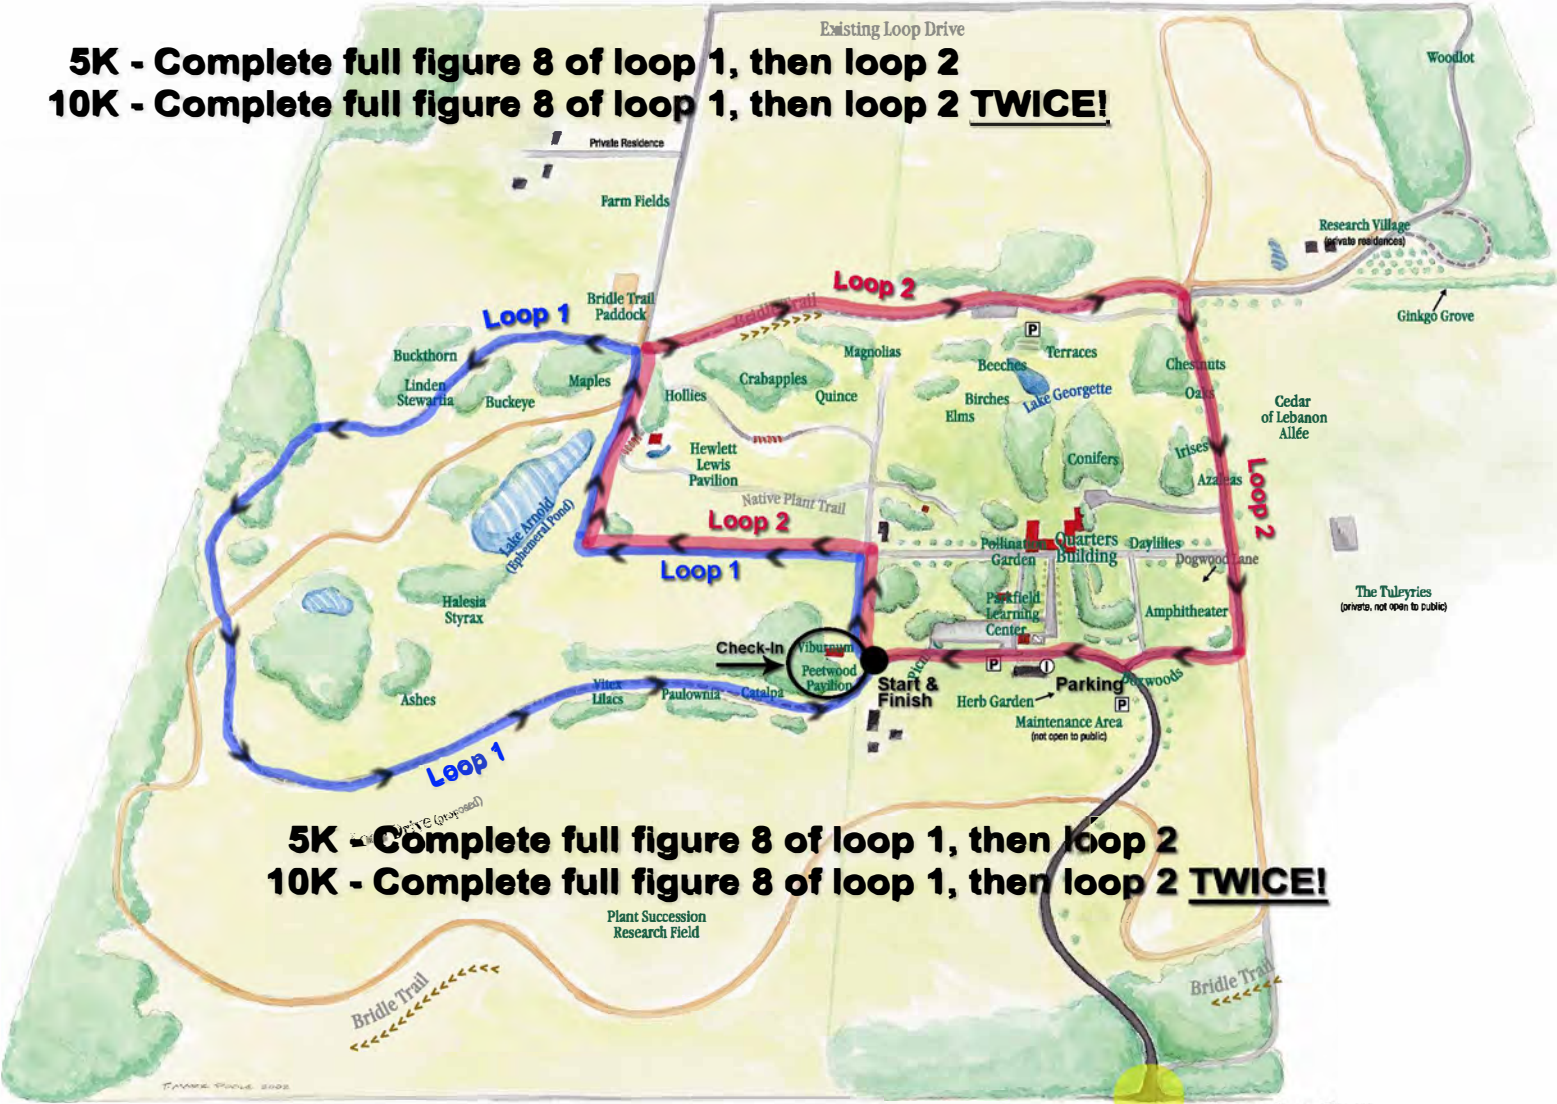 Existing Loop Drive
5K - Complete full figure 8 of loop 1, then loop 2
10K - Complete full figure 8 of loop 1, then loop 2 TWICE!
Woodlot
Private Residence
Farm Fields
Research Village
(private residences)
Ginkgo Grove
Bridle Trail
Paddock
Loop 1
Loop 2
Bridle Trail
P
Buckthorn
Linden
Stewartia
Buckeye
Maples
Hollies
Crabapples
Magnolias
Quince
Beeches
Terraces
Birches
Elms
Lake Georgette
Chestnuts
Oaks
Cedar
of Lebanon
Allée
Hewlett
Lewis
Pavilion
Conifers
Irises
Azaleas
Native Plant Trail
Loop 2
Loop 2
Lake Arnold
(Ephemeral Pond)
Loop 1
Pollinator
Garden
Quarters
Building
Daylilies
Dogwood Lane
The Tuleyries
(private, not open to public)
Halesia
Styrax
Parkfield
Learning
Center
Amphitheater
Check-In
Viburnum
Peetwood
Pavilion
Start &
Finish
P
I
Parking
Boxwoods
P
Herb Garden
Maintenance Area
(not open to public)
Ashes
Vitex
Lilacs
Paulownia
Catalpa
Loop 1
Drive (proposed)
5K - Complete full figure 8 of loop 1, then loop 2
10K - Complete full figure 8 of loop 1, then loop 2 TWICE!
Plant Succession
Research Field
Bridle Trail
Bridle Trail
2002